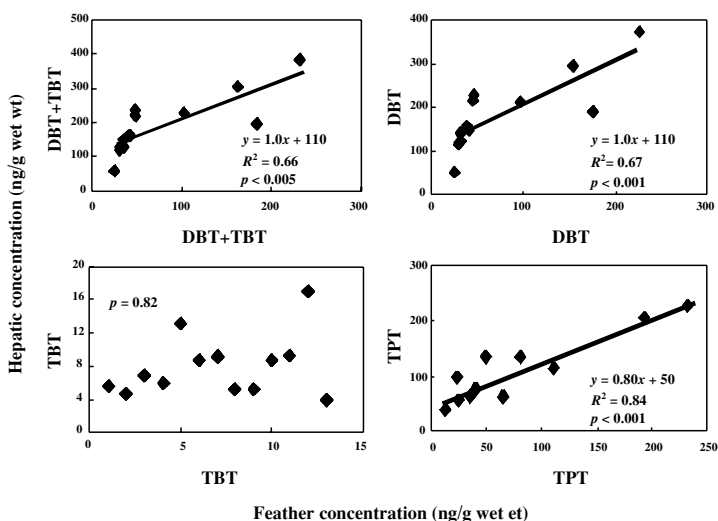 Hepatic concentration (ng/g wet wt)
DBT+TBT
500
400
300
200
100
0
y = 1.0x + 110
R² = 0.66
p < 0.005
0 100 200 300
DBT+TBT
DBT
400
300
200
100
0
y = 1.0x + 110
R² = 0.67
p < 0.001
0 100 200 300
DBT
TBT
20
16
12
8
4
0
p = 0.82
0 5 10 15
TBT
TPT
300
200
100
0
y = 0.80x + 50
R² = 0.84
p < 0.001
0 50 100 150 200 250
TPT
Feather concentration (ng/g wet et)